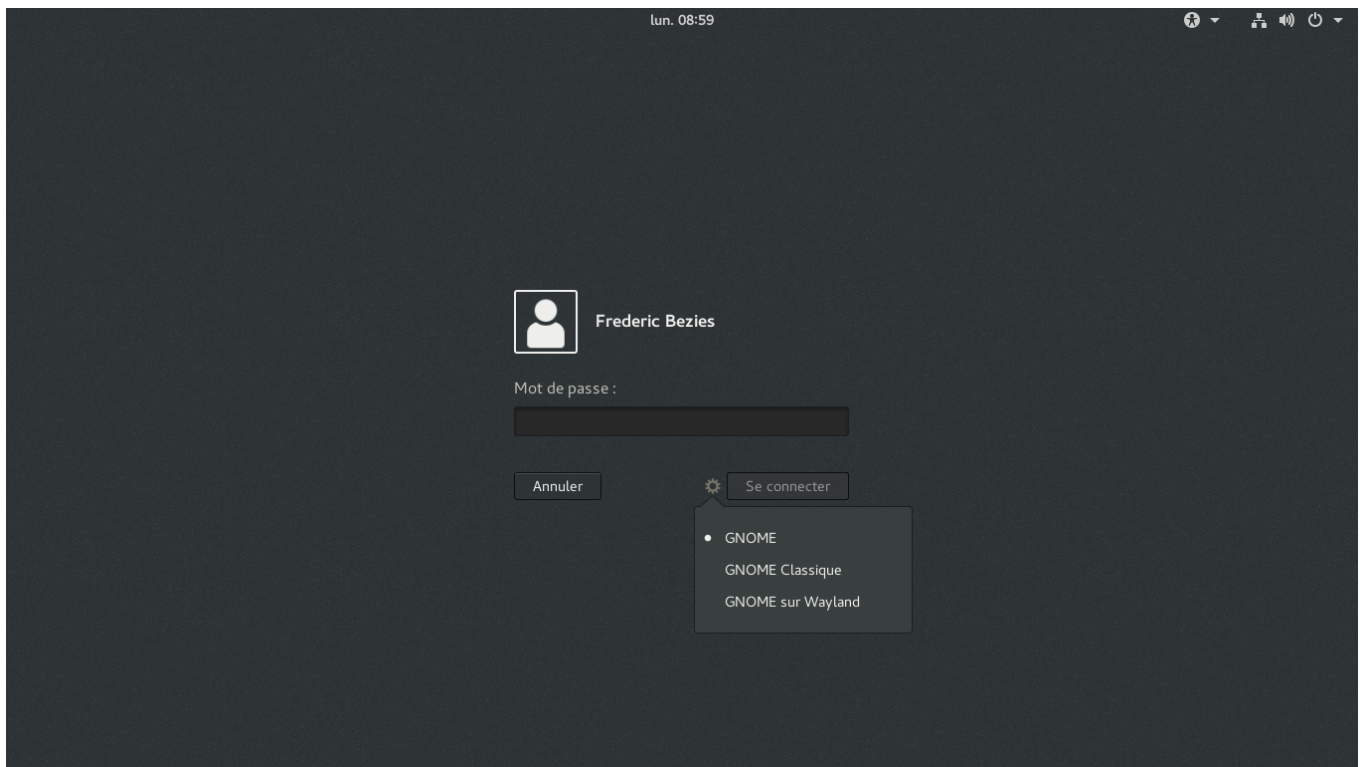 lun. 08:59
Frederic Bezies
Mot de passe :
Annuler
Se connecter
GNOME
GNOME Classique
GNOME sur Wayland